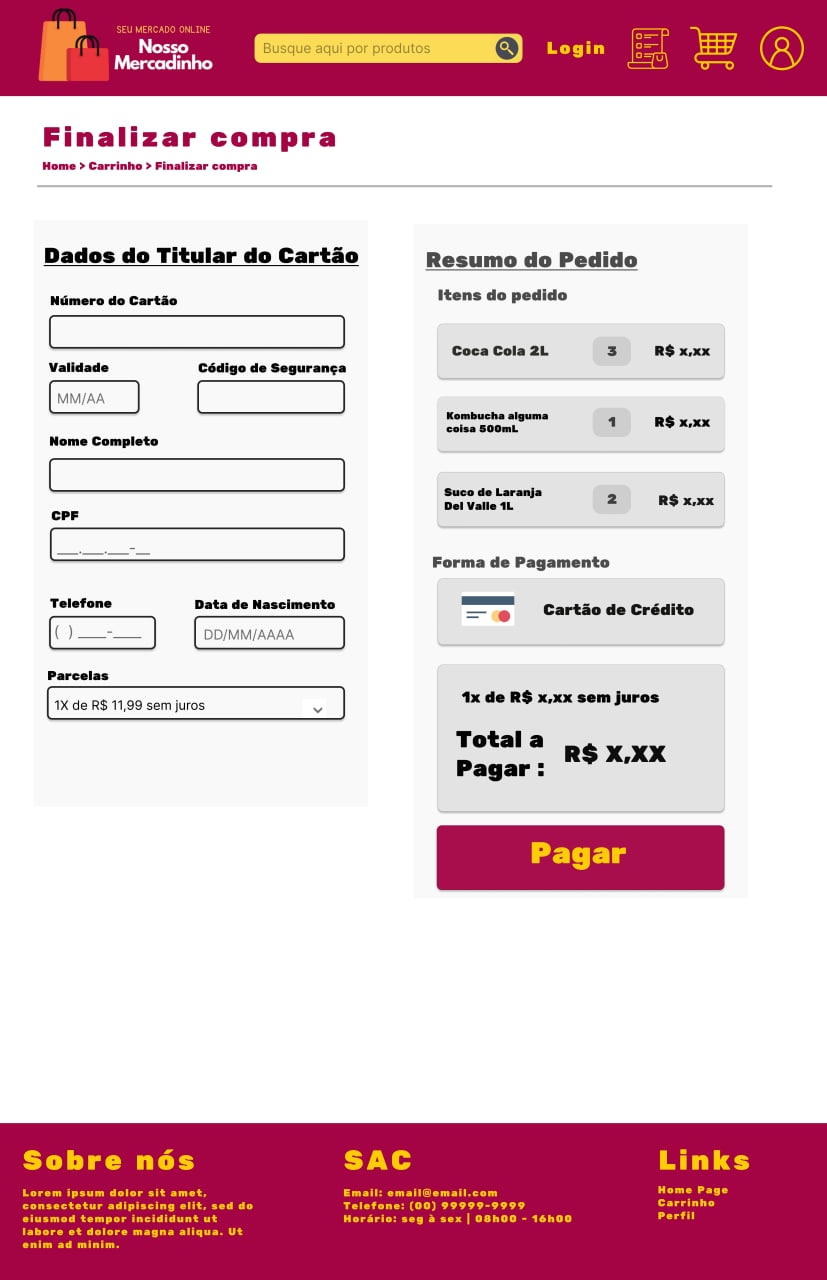 SEU MERCADO ONLINE
Nosso
Mercadinho
Busque aqui por produtos
Login
Finalizar compra
Home > Carrinho > Finalizar compra
Dados do Titular do Cartão
Número do Cartão
Validade
Código de Segurança
MM/AA
Nome Completo
CPF
___.___.___-__
Telefone
Data de Nascimento
( ) ____-____
DD/MM/AAAA
Parcelas
1X de R$ 11,99 sem juros
Resumo do Pedido
Itens do pedido
Coca Cola 2L
3
R$ x,xx
Kombucha alguma
coisa 500mL
1
R$ x,xx
Suco de Laranja
Del Valle 1L
2
R$ x,xx
Forma de Pagamento
Cartão de Crédito
1x de R$ x,xx sem juros
Total a
Pagar :
R$ X,XX
Pagar
Sobre nós
Lorem ipsum dolor sit amet,
consectetur adipiscing elit, sed do
eiusmod tempor incididunt ut
labore et dolore magna aliqua. Ut
enim ad minim.
SAC
Email: email@email.com
Telefone: (00) 99999-9999
Horário: seg à sex | 08h00 - 16h00
Links
Home Page
Carrinho
Perfil